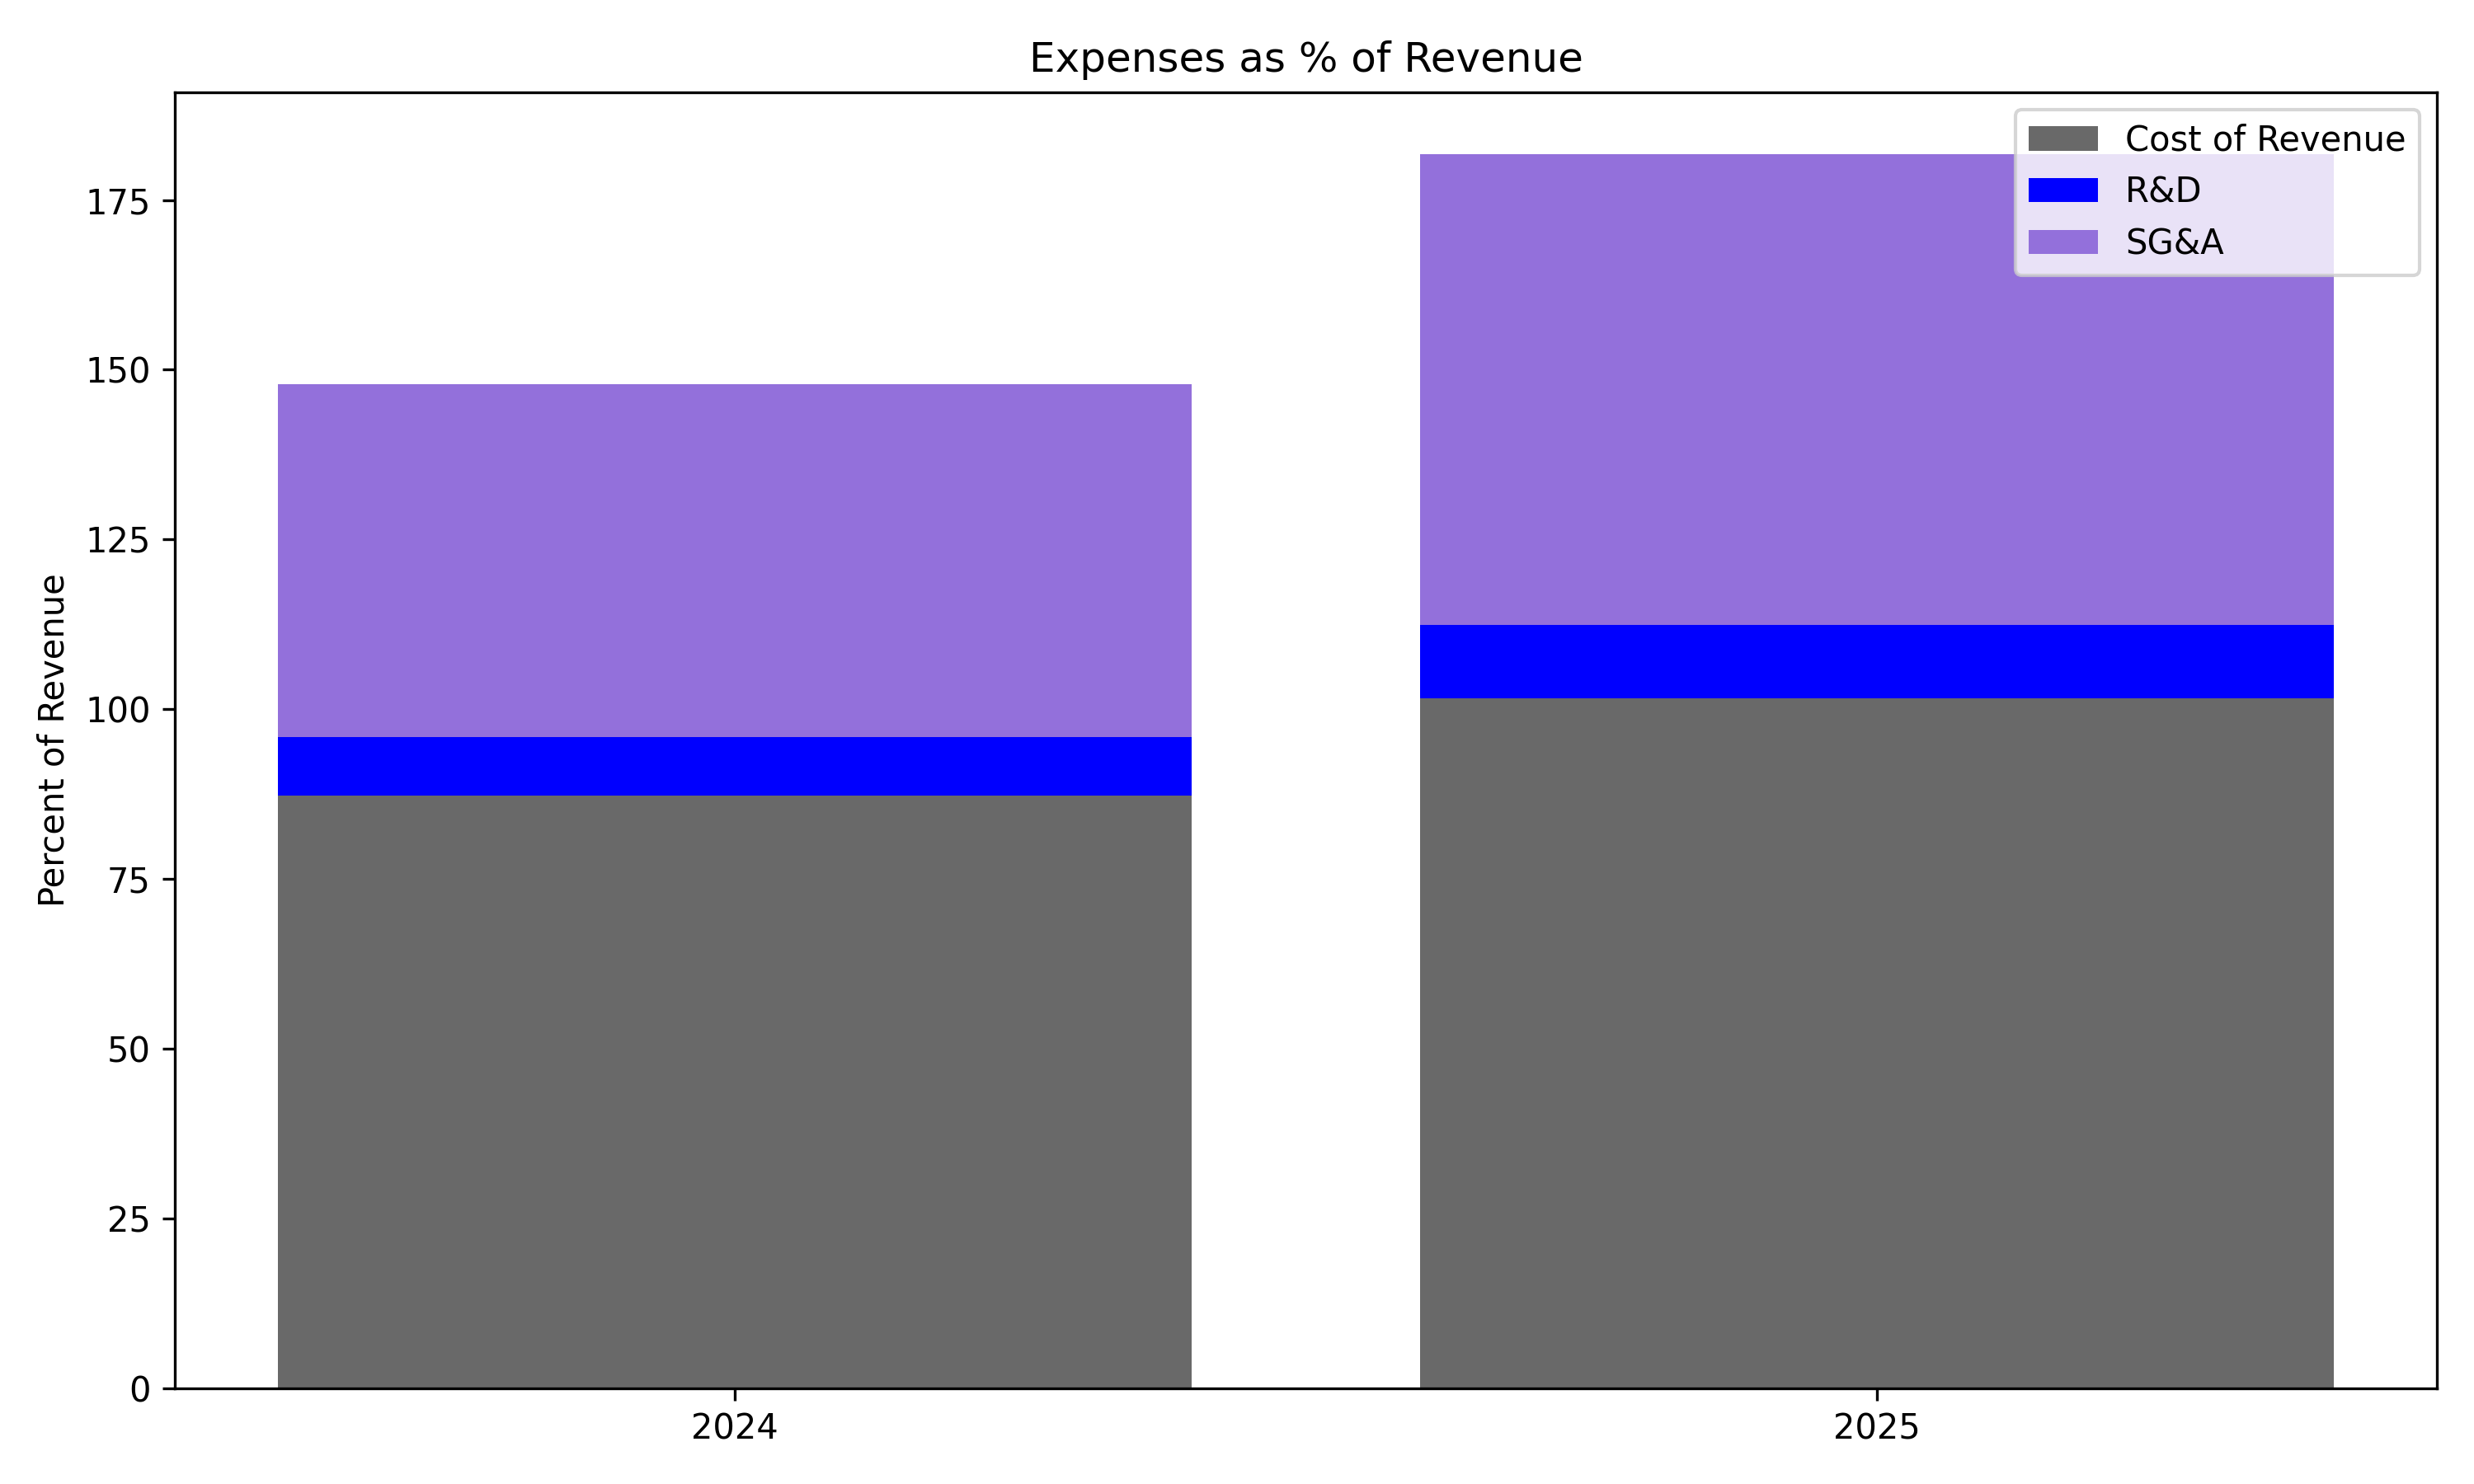 Expenses as % of Revenue
Cost of Revenue
R&D
SG&A
Percent of Revenue
175
150
125
100
75
50
25
0
2024
2025